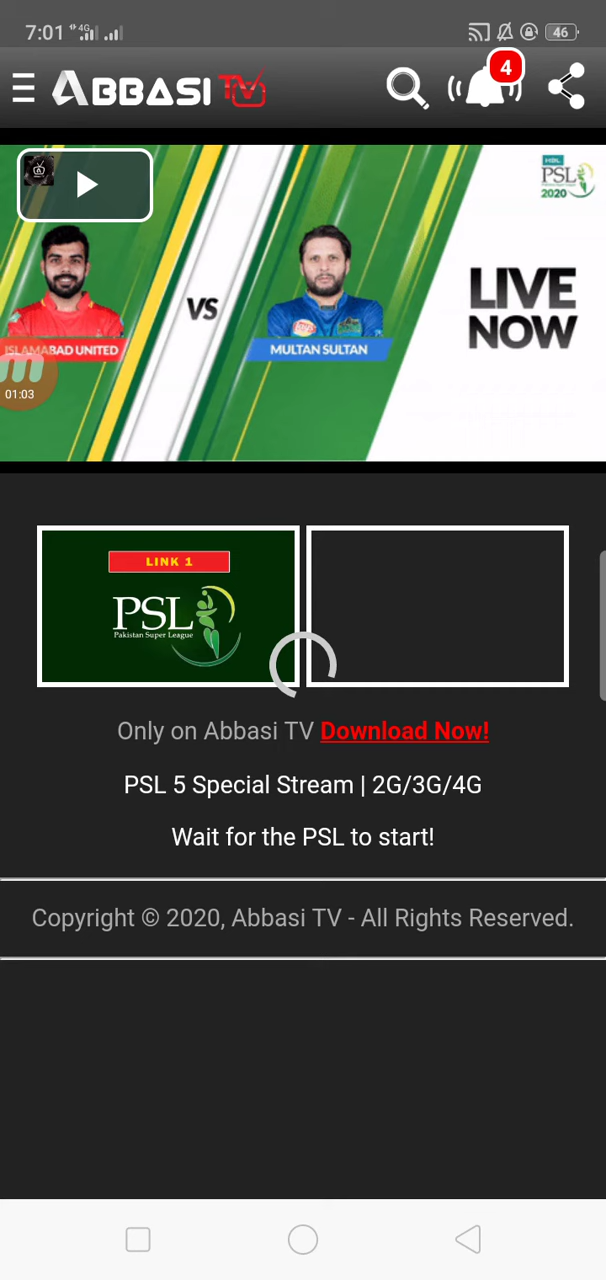 7:01 4G 46
ABBASI TV 4
HBL
PSL
2020
VS
LIVE
NOW
ISLAMABAD UNITED
MULTAN SULTAN
01:03
LINK 1
PSL
Pakistan Super League
Only on Abbasi TV Download Now!
PSL 5 Special Stream | 2G/3G/4G
Wait for the PSL to start!
Copyright © 2020, Abbasi TV - All Rights Reserved.